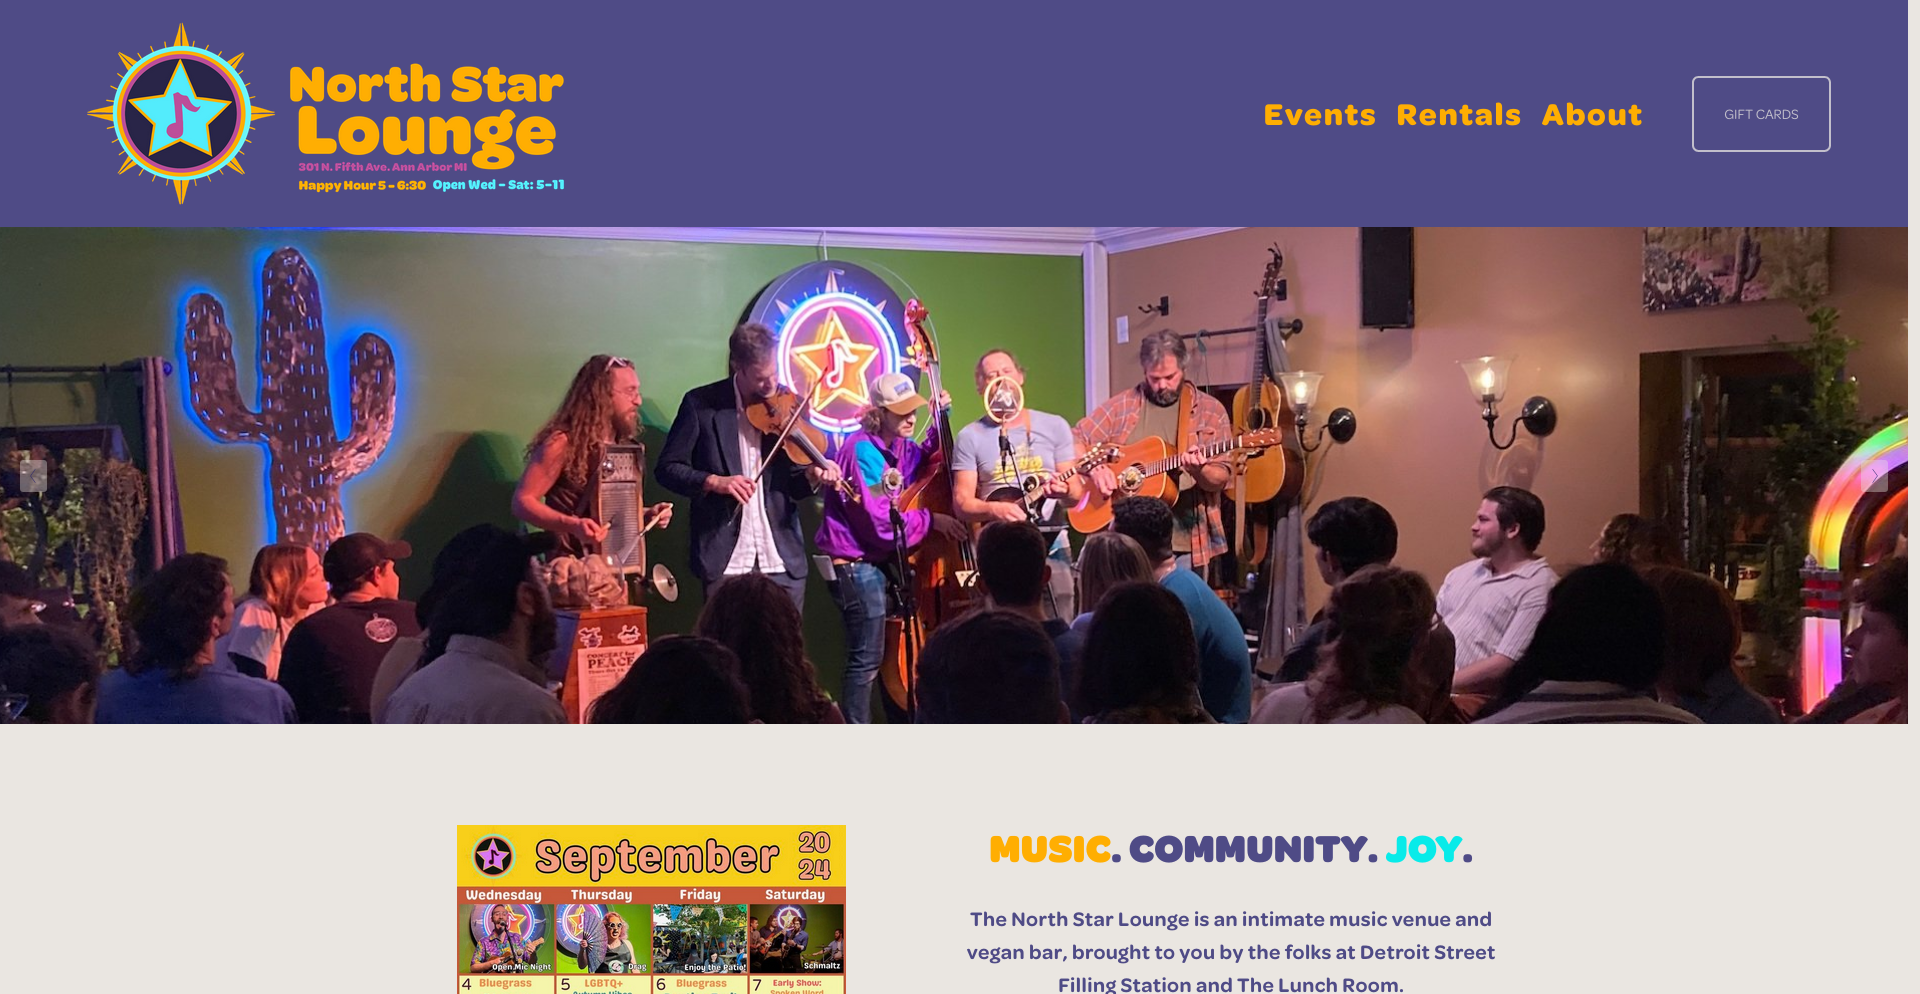 North Star
Lounge
301 N. Fifth Ave. Ann Arbor MI
Happy Hour 5 - 6:30 Open Wed - Sat: 5-11
Events Rentals About
GIFT CARDS
CONCERT for
PEACE
MUSIC. COMMUNITY. JOY.
The North Star Lounge is an intimate music venue and
vegan bar, brought to you by the folks at Detroit Street
Filling Station and The Lunch Room.
September 20
24
Wednesday Thursday Friday Saturday
Open Mic Night Drag Enjoy the Patio! Schmaltz
4 Bluegrass 5 LGBTQ+ 6 Bluegrass 7 Early Show:
Spoken Word